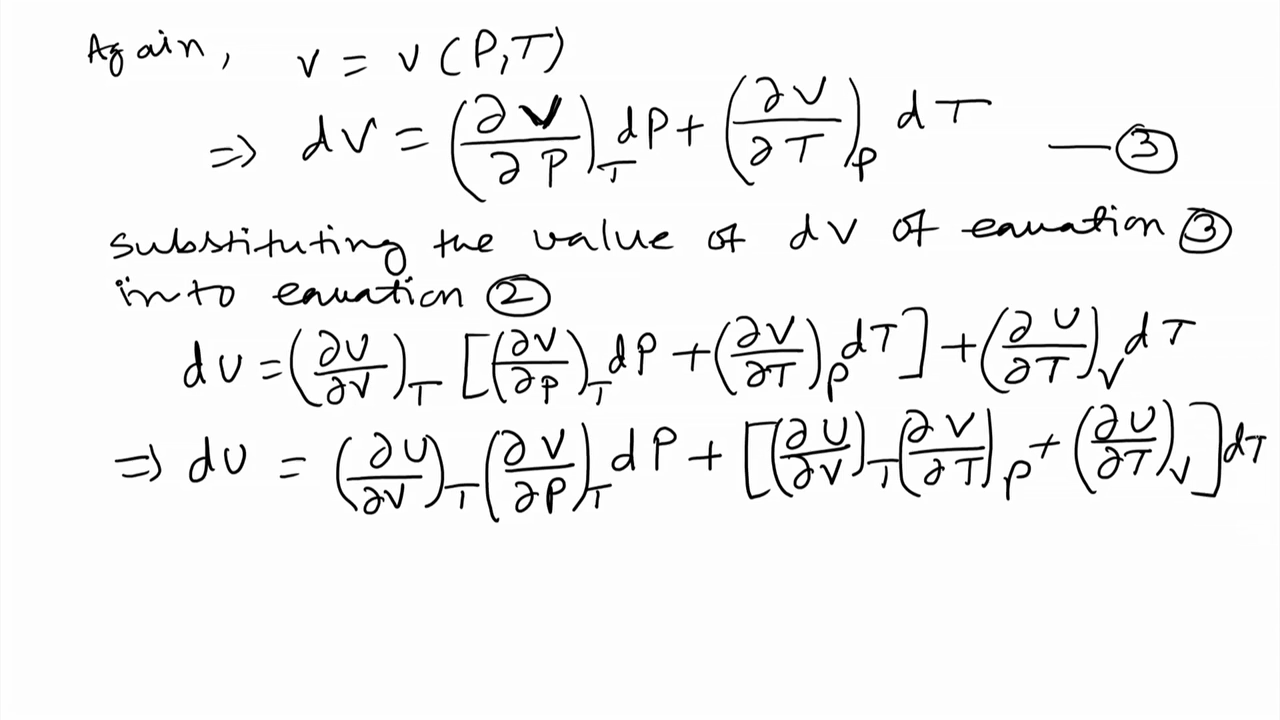 Again, V = V (P,T)
=> dV = (∂V/∂P)_T dP + (∂V/∂T)_P dT —③
Substituting the value of dV of equation ③
into equation ②
dU = (∂U/∂V)_T [(∂V/∂P)_T dP + (∂V/∂T)_P dT] + (∂U/∂T)_V dT
=> dU = (∂U/∂V)_T (∂V/∂P)_T dP + [(∂U/∂V)_T (∂V/∂T)_P + (∂U/∂T)_V] dT